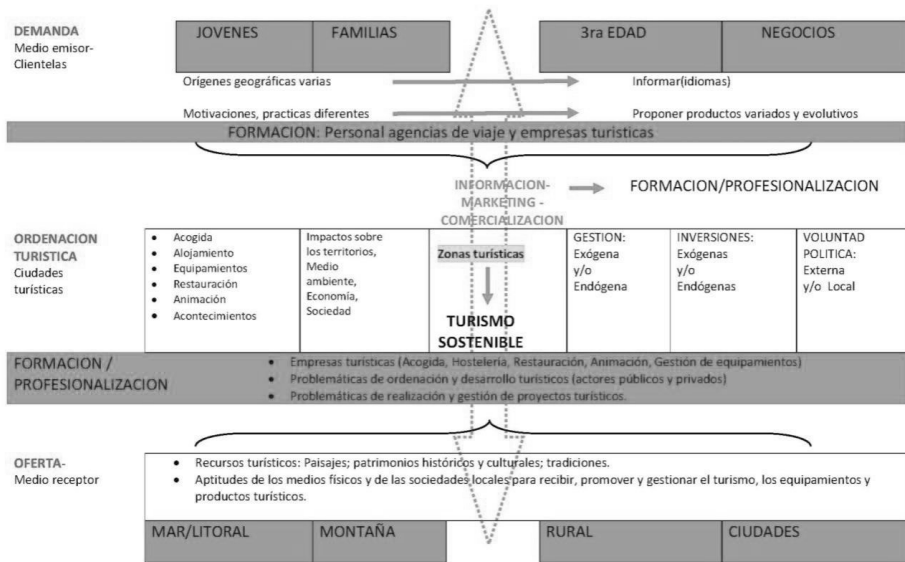 DEMANDA
Medio emisor-
Clientelas
JOVENES
FAMILIAS
3ra EDAD
NEGOCIOS
Orígenes geográficas varias
Informar(idiomas)
Motivaciones, practicas diferentes
Proponer productos variados y evolutivos
FORMACION: Personal agencias de viaje y empresas turisticas
INFORMACION-
MARKETING -
COMERCIALIZACION
FORMACION/PROFESIONALIZACION
ORDENACION
TURISTICA
Ciudades
turísticas
• Acogida
• Alojamiento
• Equipamientos
• Restauración
• Animación
• Acontecimientos
Impactos sobre
los territorios,
Medio
ambiente,
Economía,
Sociedad
Zonas turísticas
TURISMO
SOSTENIBLE
GESTION:
Exógena
y/o
Endógena
INVERSIONES:
Exógenas
y/o
Endógenas
VOLUNTAD
POLITICA:
Externa
y/o Local
FORMACION /
PROFESIONALIZACION
• Empresas turísticas (Acogida, Hostelería, Restauración, Animación, Gestión de equipamientos)
• Problemáticas de ordenación y desarrollo turísticos (actores públicos y privados)
• Problemáticas de realización y gestión de proyectos turísticos.
OFERTA-
Medio receptor
• Recursos turísticos: Paisajes; patrimonios históricos y culturales; tradiciones.
• Aptitudes de los medios físicos y de las sociedades locales para recibir, promover y gestionar el turismo, los equipamientos y
productos turísticos.
MAR/LITORAL
MONTAÑA
RURAL
CIUDADES